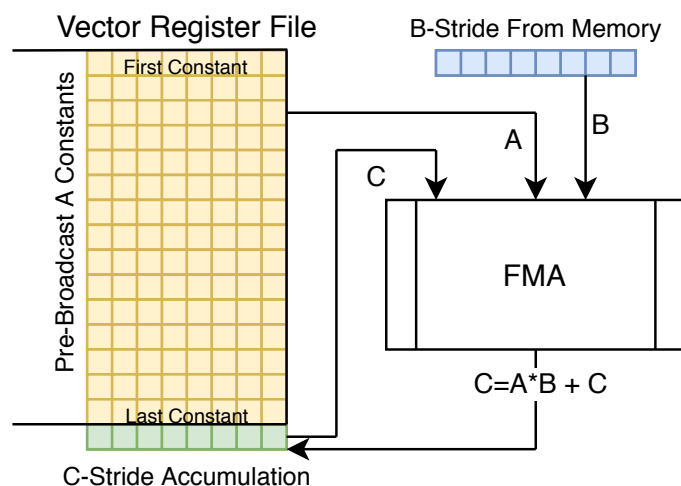 Vector Register File
B-Stride From Memory
First Constant
Pre-Broadcast A Constants
A
B
C
FMA
C=A*B + C
Last Constant
C-Stride Accumulation